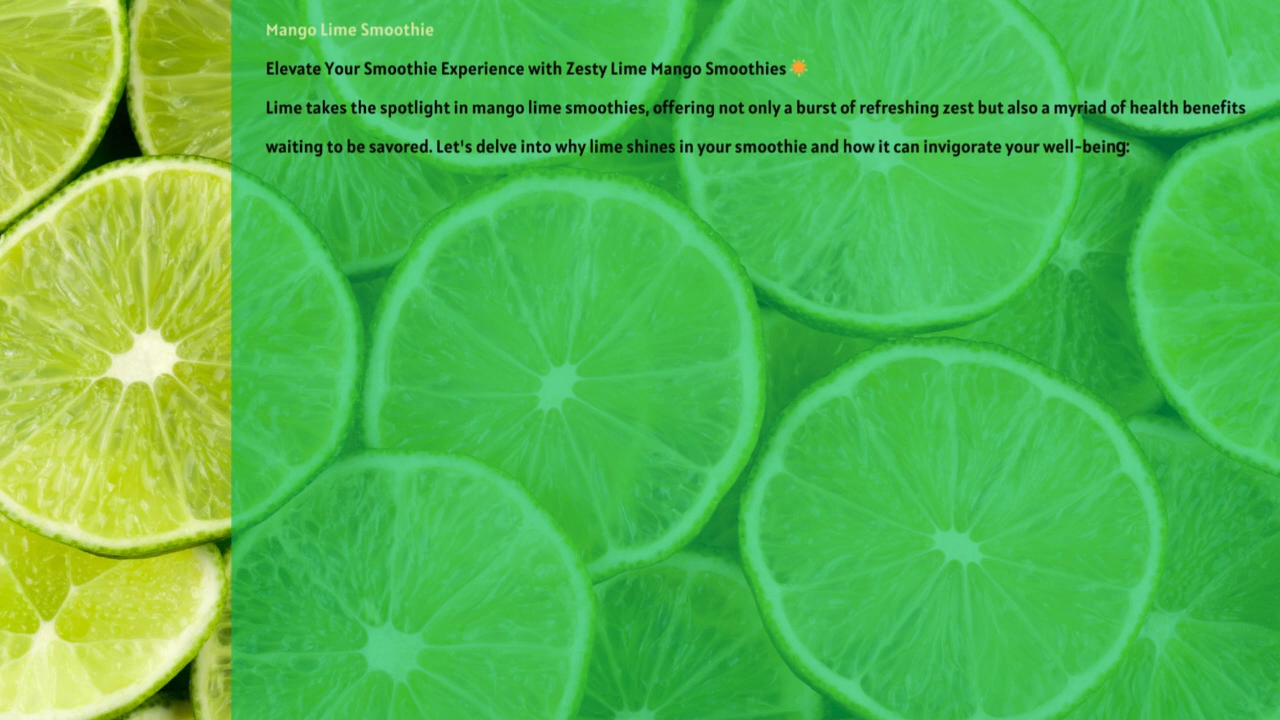 Mango Lime Smoothie
Elevate Your Smoothie Experience with Zesty Lime Mango Smoothies ☀
Lime takes the spotlight in mango lime smoothies, offering not only a burst of refreshing zest but also a myriad of health benefits
waiting to be savored. Let's delve into why lime shines in your smoothie and how it can invigorate your well-being: